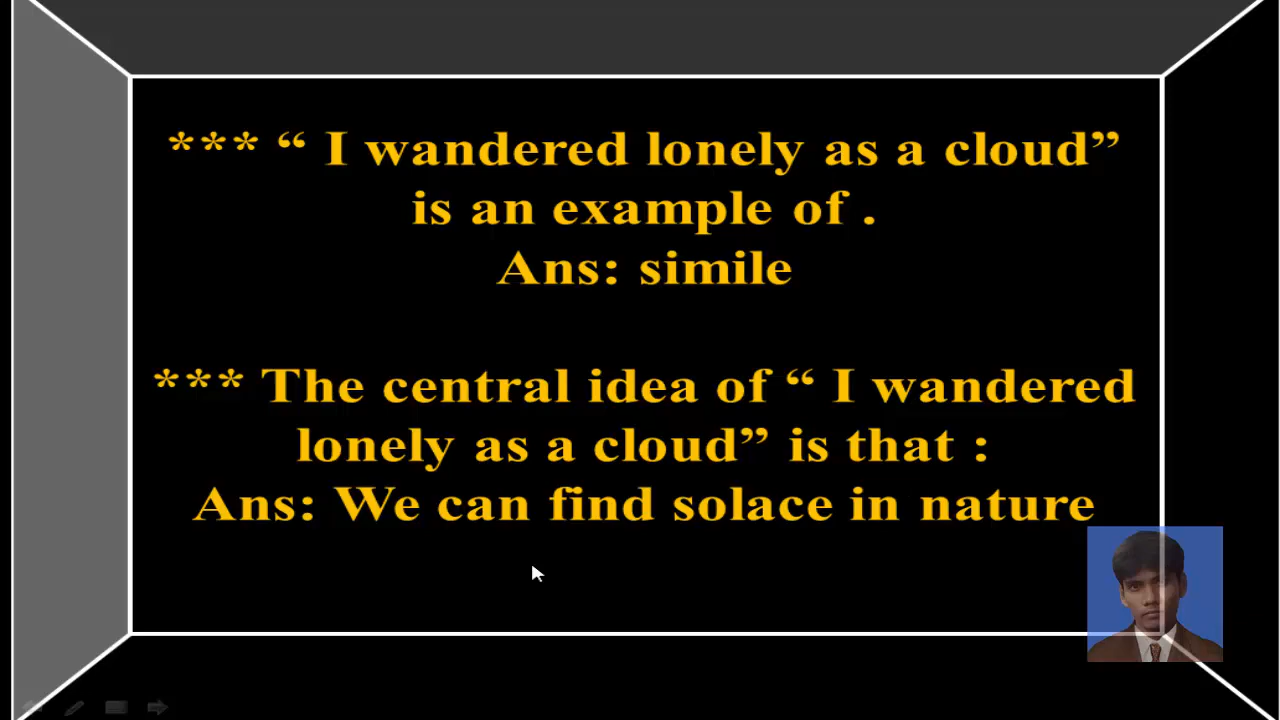 *** “ I wandered lonely as a cloud”
is an example of .
Ans: simile
*** The central idea of “ I wandered
lonely as a cloud” is that :
Ans: We can find solace in nature